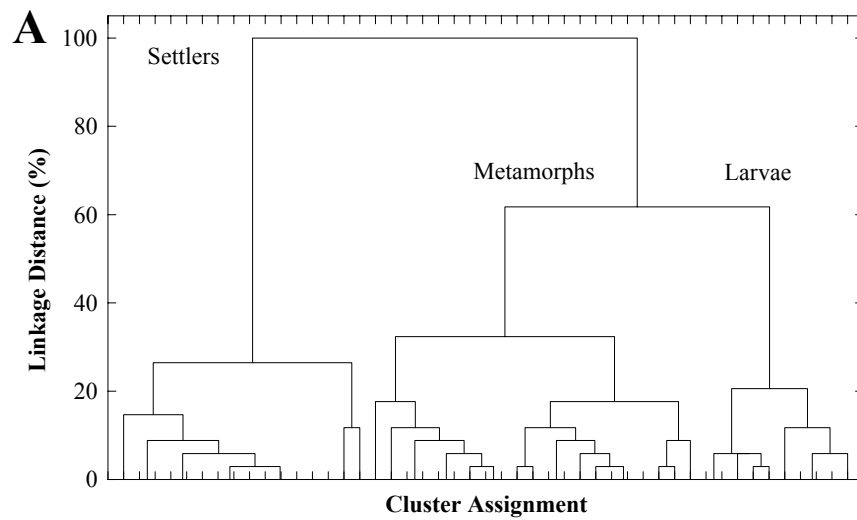 A
100
80
60
40
20
0
Linkage Distance (%)
Settlers
Metamorphs
Larvae
Cluster Assignment